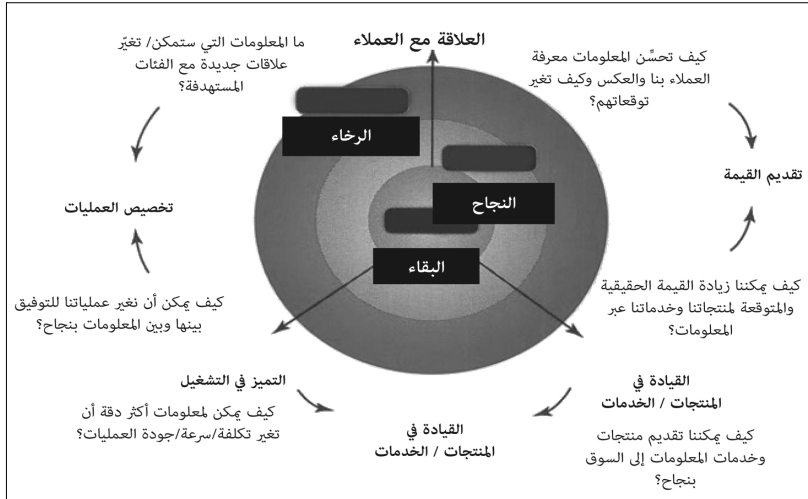 العلاقة مع العملاء
ما المعلومات التي ستمكن/ تغيّر
علاقات جديدة مع الفئات
المستهدفة؟
كيف تحسِّن المعلومات معرفة
العملاء بنا والعكس وكيف تغير
توقعاتهم؟
الرخاء
النجاح
البقاء
تقديم القيمة
تخصيص العمليات
كيف يمكننا زيادة القيمة الحقيقية
والمتوقعة لمنتجاتنا وخدماتنا عبر
المعلومات؟
كيف يمكن أن نغير عملياتنا للتوفيق
بينها وبين المعلومات بنجاح؟
القيادة في
المنتجات / الخدمات
كيف يمكننا تقديم منتجات
وخدمات المعلومات إلى السوق
بنجاح؟
القيادة في
المنتجات / الخدمات
التميز في التشغيل
كيف يمكن لمعلومات أكثر دقة أن
تغير تكلفة/سرعة/جودة العمليات؟